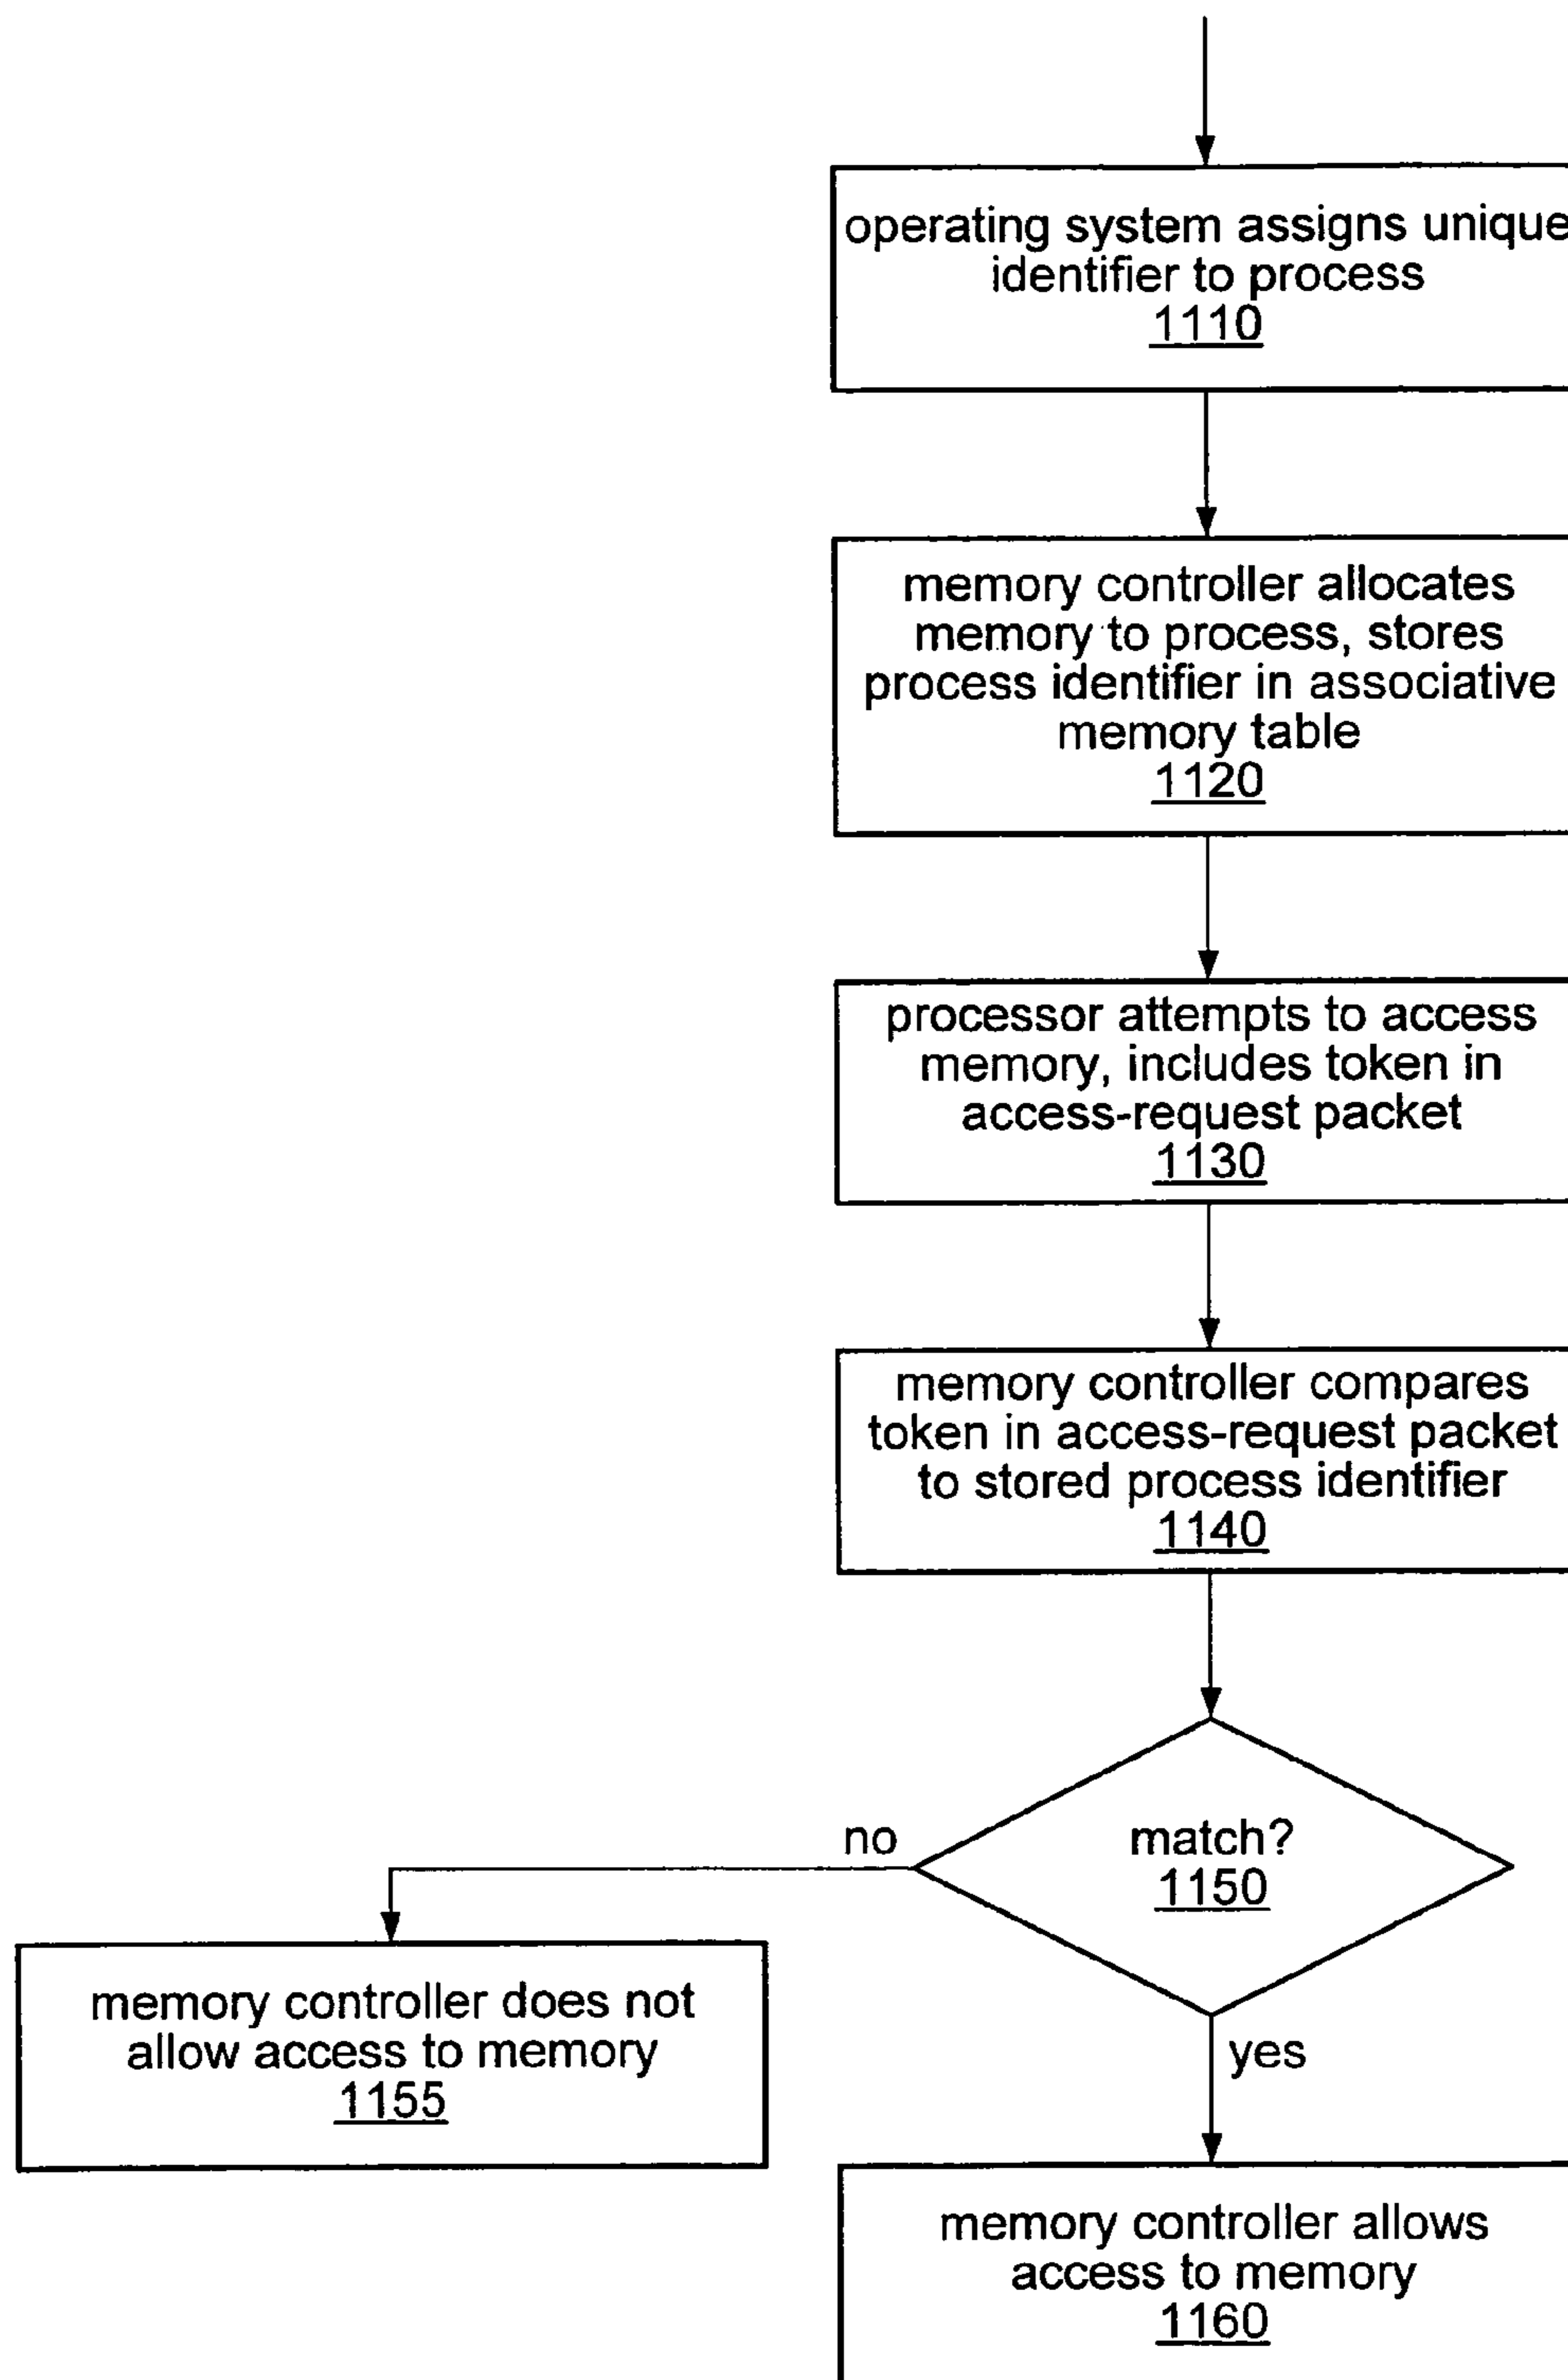 operating system assigns unique
identifier to process
1110
memory controller allocates
memory to process, stores
process identifier in associative
memory table
1120
processor attempts to access
memory, includes token in
access-request packet
1130
memory controller compares
token in access-request packet
to stored process identifier
1140
match?
1150
no
yes
memory controller does not
allow access to memory
1155
memory controller allows
access to memory
1160